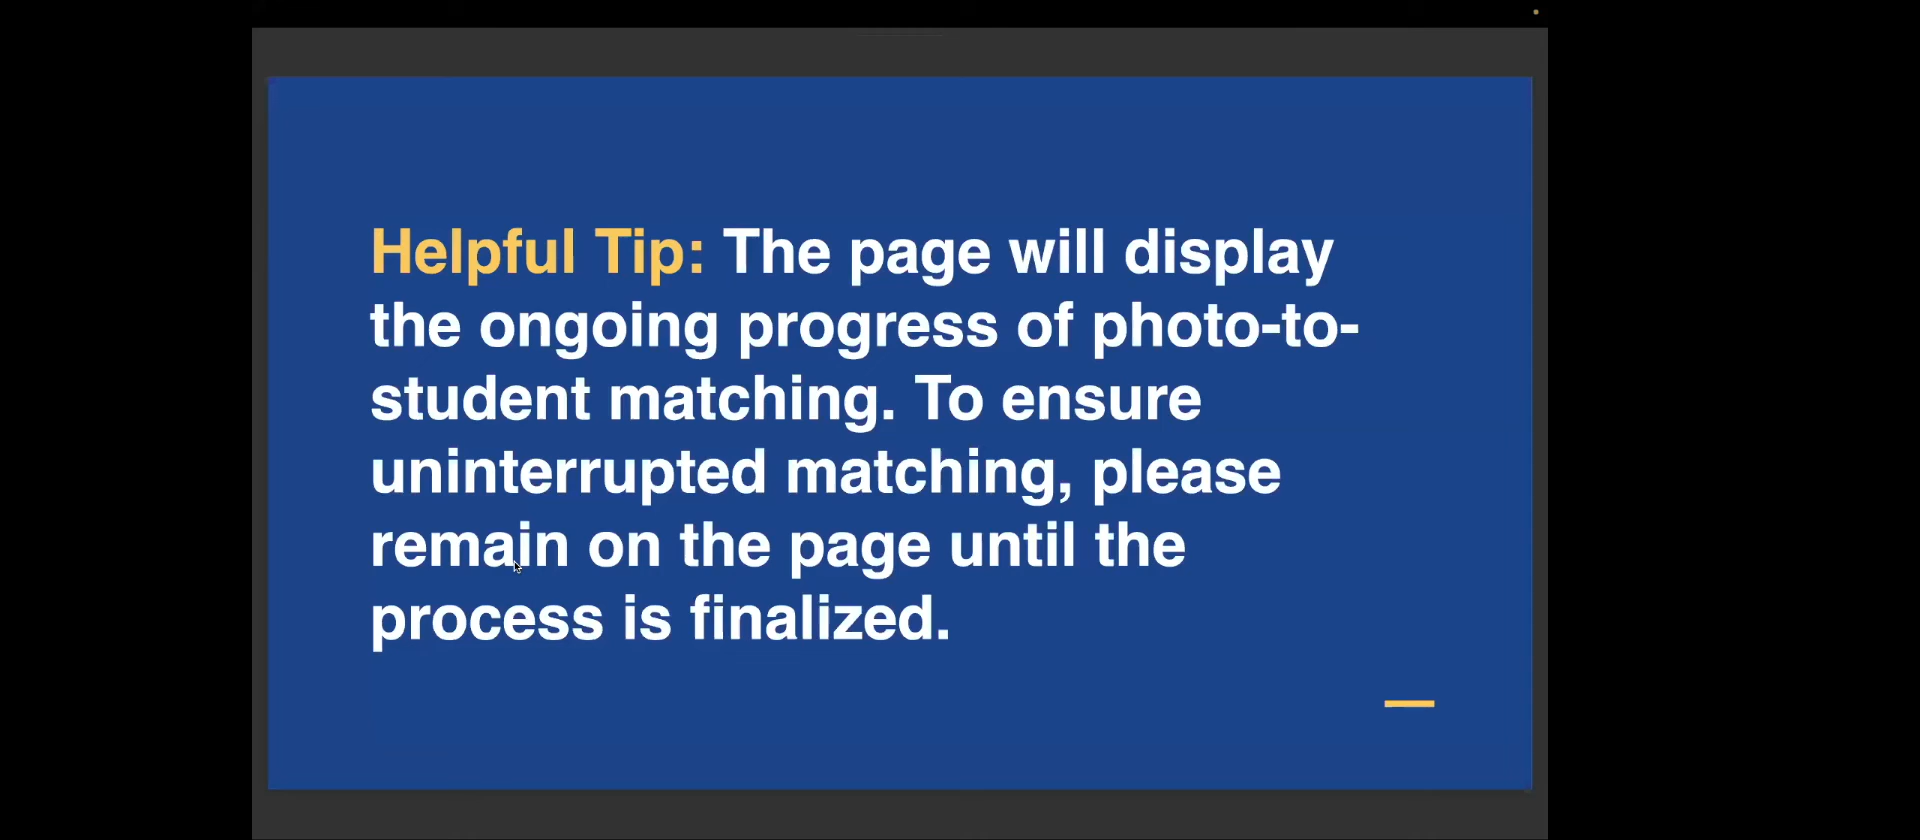 Helpful Tip: The page will display
the ongoing progress of photo-to-
student matching. To ensure
uninterrupted matching, please
remain on the page until the
process is finalized.